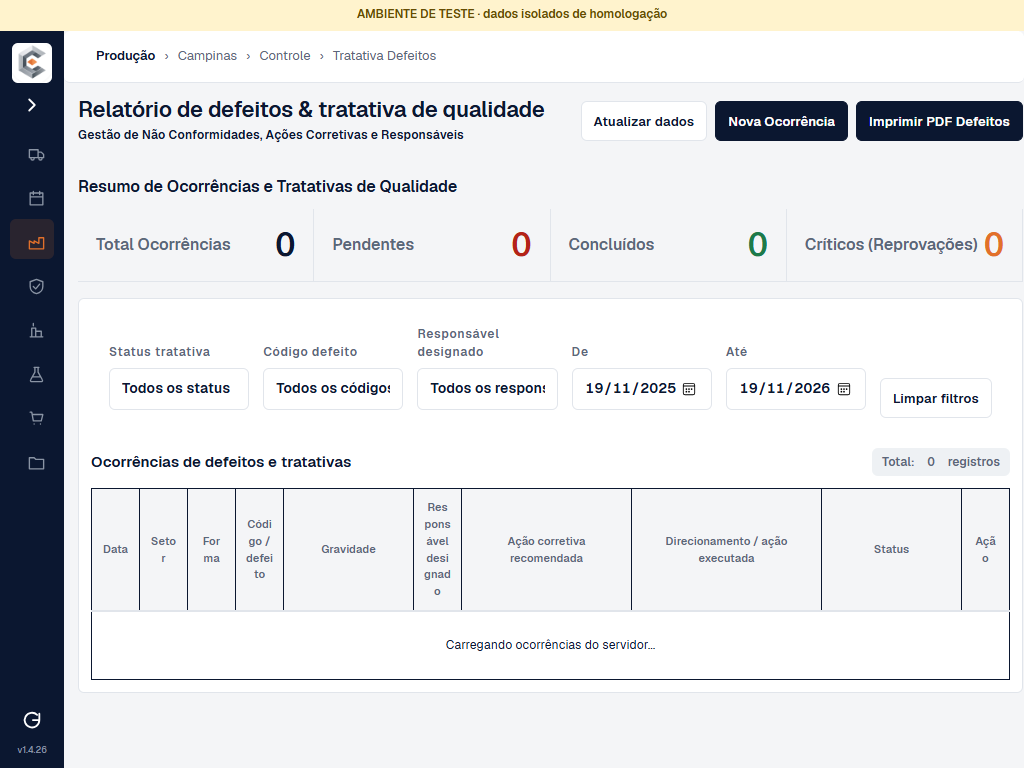 AMBIENTE DE TESTE · dados isolados de homologação
Produção › Campinas › Controle › Tratativa Defeitos
Relatório de defeitos & tratativa de qualidade
Gestão de Não Conformidades, Ações Corretivas e Responsáveis
Atualizar dados
Nova Ocorrência
Imprimir PDF Defeitos
Resumo de Ocorrências e Tratativas de Qualidade
Total Ocorrências 0
Pendentes 0
Concluídos 0
Críticos (Reprovações) 0
Status tratativa
Todos os status
Código defeito
Todos os códigos
Responsável
designado
Todos os respons
De
19/11/2025
Até
19/11/2026
Limpar filtros
Ocorrências de defeitos e tratativas
Total: 0 registros
Data
Seto
r
For
ma
Códi
go /
defei
to
Gravidade
Res
pons
ável
desi
gnad
o
Ação corretiva
recomendada
Direcionamento / ação
executada
Status
Açã
o
Carregando ocorrências do servidor...
v1.4.26